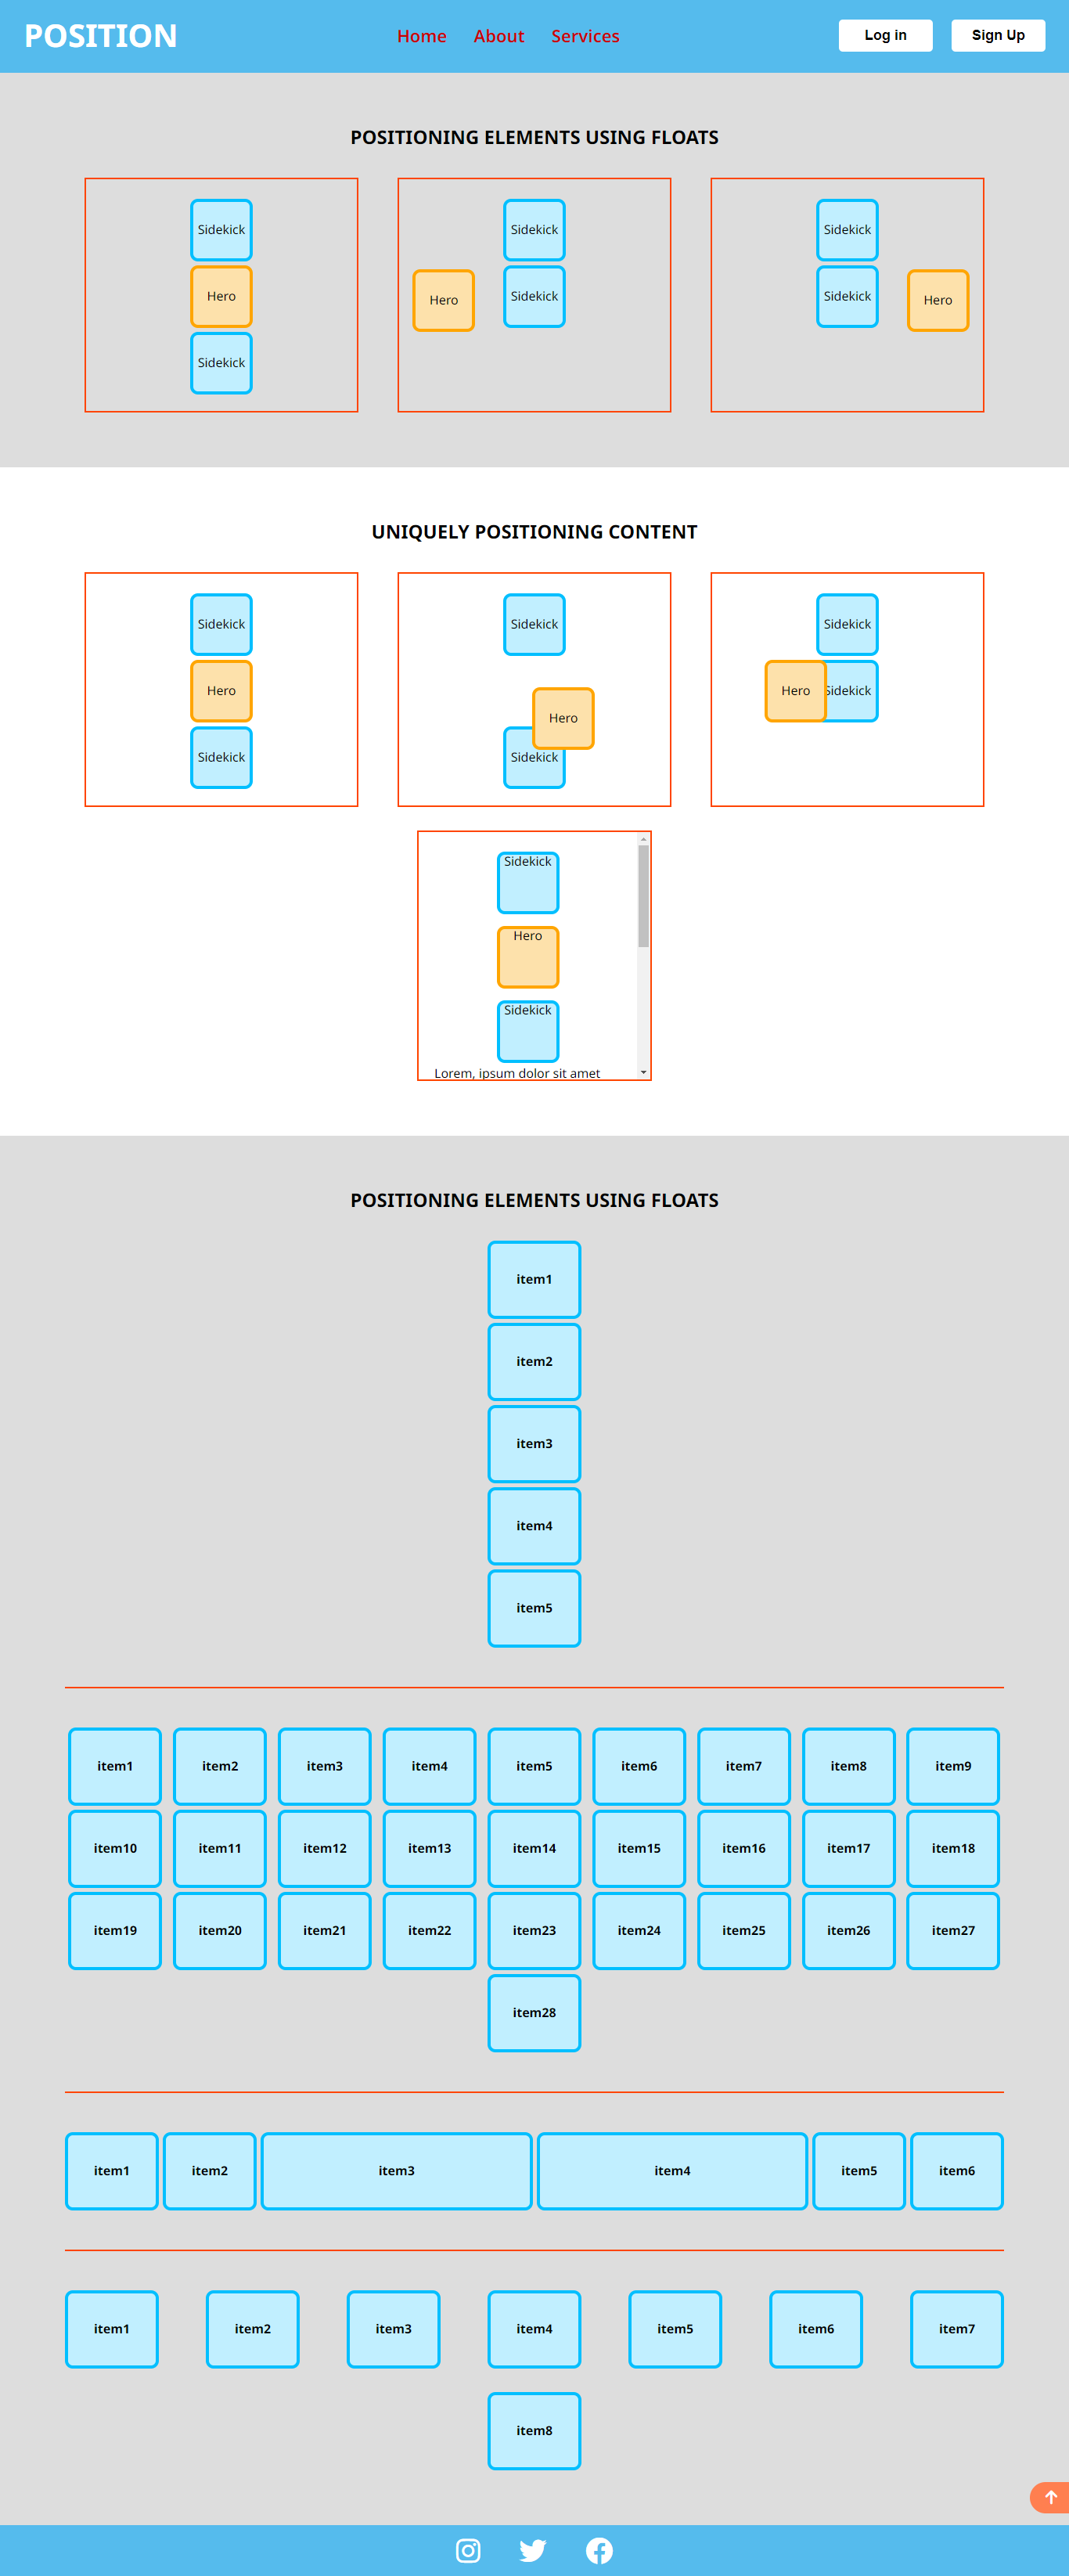 POSITION
Home About Services
Log in Sign Up
POSITIONING ELEMENTS USING FLOATS
Sidekick Sidekick Sidekick
Hero Hero Sidekick Sidekick Hero
Sidekick
UNIQUELY POSITIONING CONTENT
Sidekick Sidekick Sidekick
Hero Hero Hero Sidekick
Sidekick Sidekick
Sidekick
Hero
Sidekick
Lorem, ipsum dolor sit amet
POSITIONING ELEMENTS USING FLOATS
item1
item2
item3
item4
item5
item1 item2 item3 item4 item5 item6 item7 item8 item9
item10 item11 item12 item13 item14 item15 item16 item17 item18
item19 item20 item21 item22 item23 item24 item25 item26 item27
item28
item1 item2 item3 item4 item5 item6
item1 item2 item3 item4 item5 item6 item7
item8